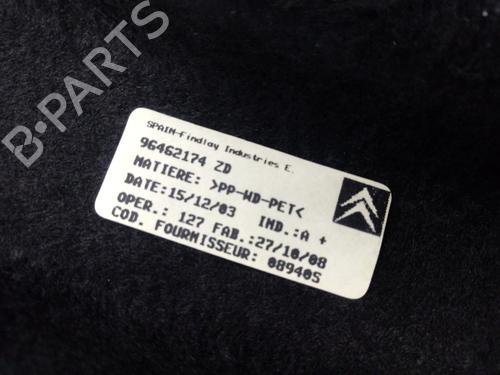 SPAIN-Findlay Industries E.
96462174 ZD
MATIERE: >PP-WD-PET<
DATE:15/12/03 IND.:A +
OPER.: 127 FAB.:27/10/08
COD. FOURNISSEUR: 08940S
B-PARTS